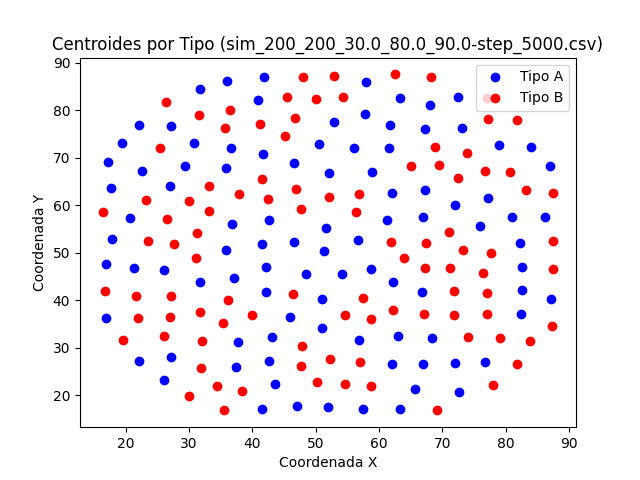 Centroides por Tipo (sim_200_200_30.0_80.0_90.0-step_5000.csv)
Tipo A
Tipo B
90
80
70
60
50
40
30
20
Coordenada Y
20 30 40 50 60 70 80 90
Coordenada X